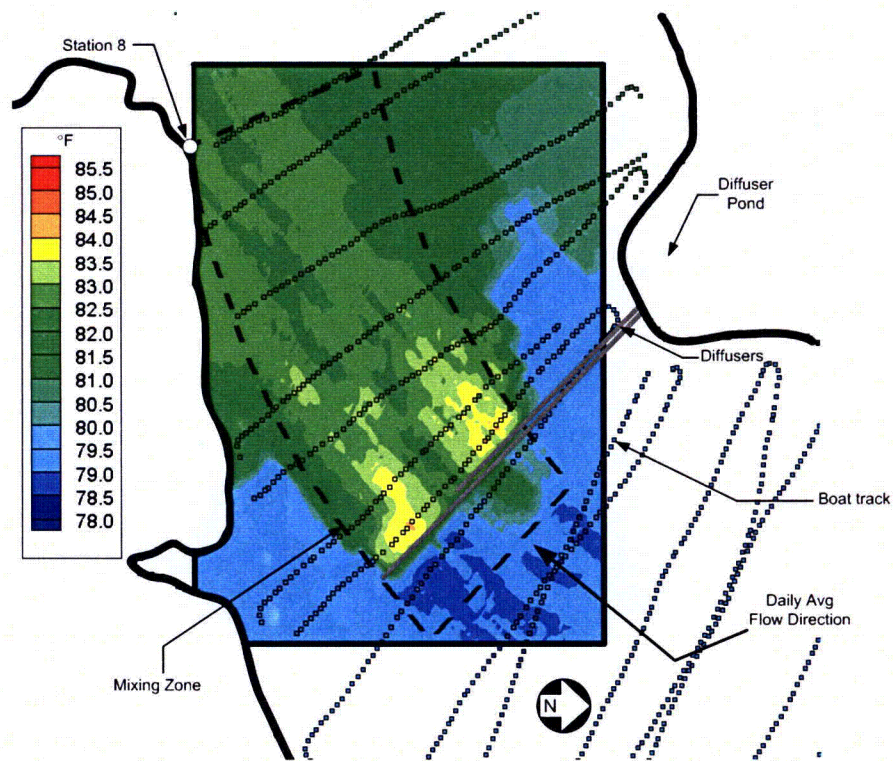 Station 8
°F
85.5
85.0
84.5
84.0
83.5
82.5
82.0
81.5
81.0
80.5
80.0
79.5
79.0
78.5
78.0
Diffuser
Pond
Diffusers
Boat track
Daily Avg
Flow Direction
Mixing Zone
N